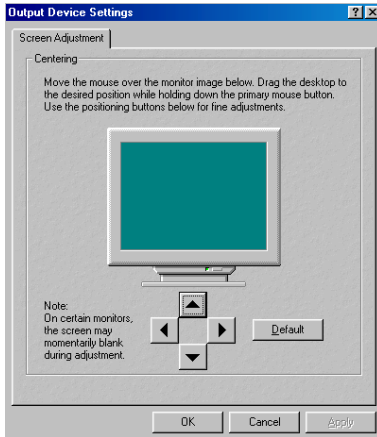 Output Device Settings
Screen Adjustment
Centering
Move the mouse over the monitor image below. Drag the desktop to
the desired position while holding down the primary mouse button.
Use the positioning buttons below for fine adjustments.
Note:
On certain monitors,
the screen may
momentarily blank
during adjustment.
Default
OK
Cancel
Apply